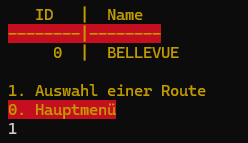 ID | Name
--------|--------
0 | BELLEVUE
1. Auswahl einer Route
0. Hauptmenü
1